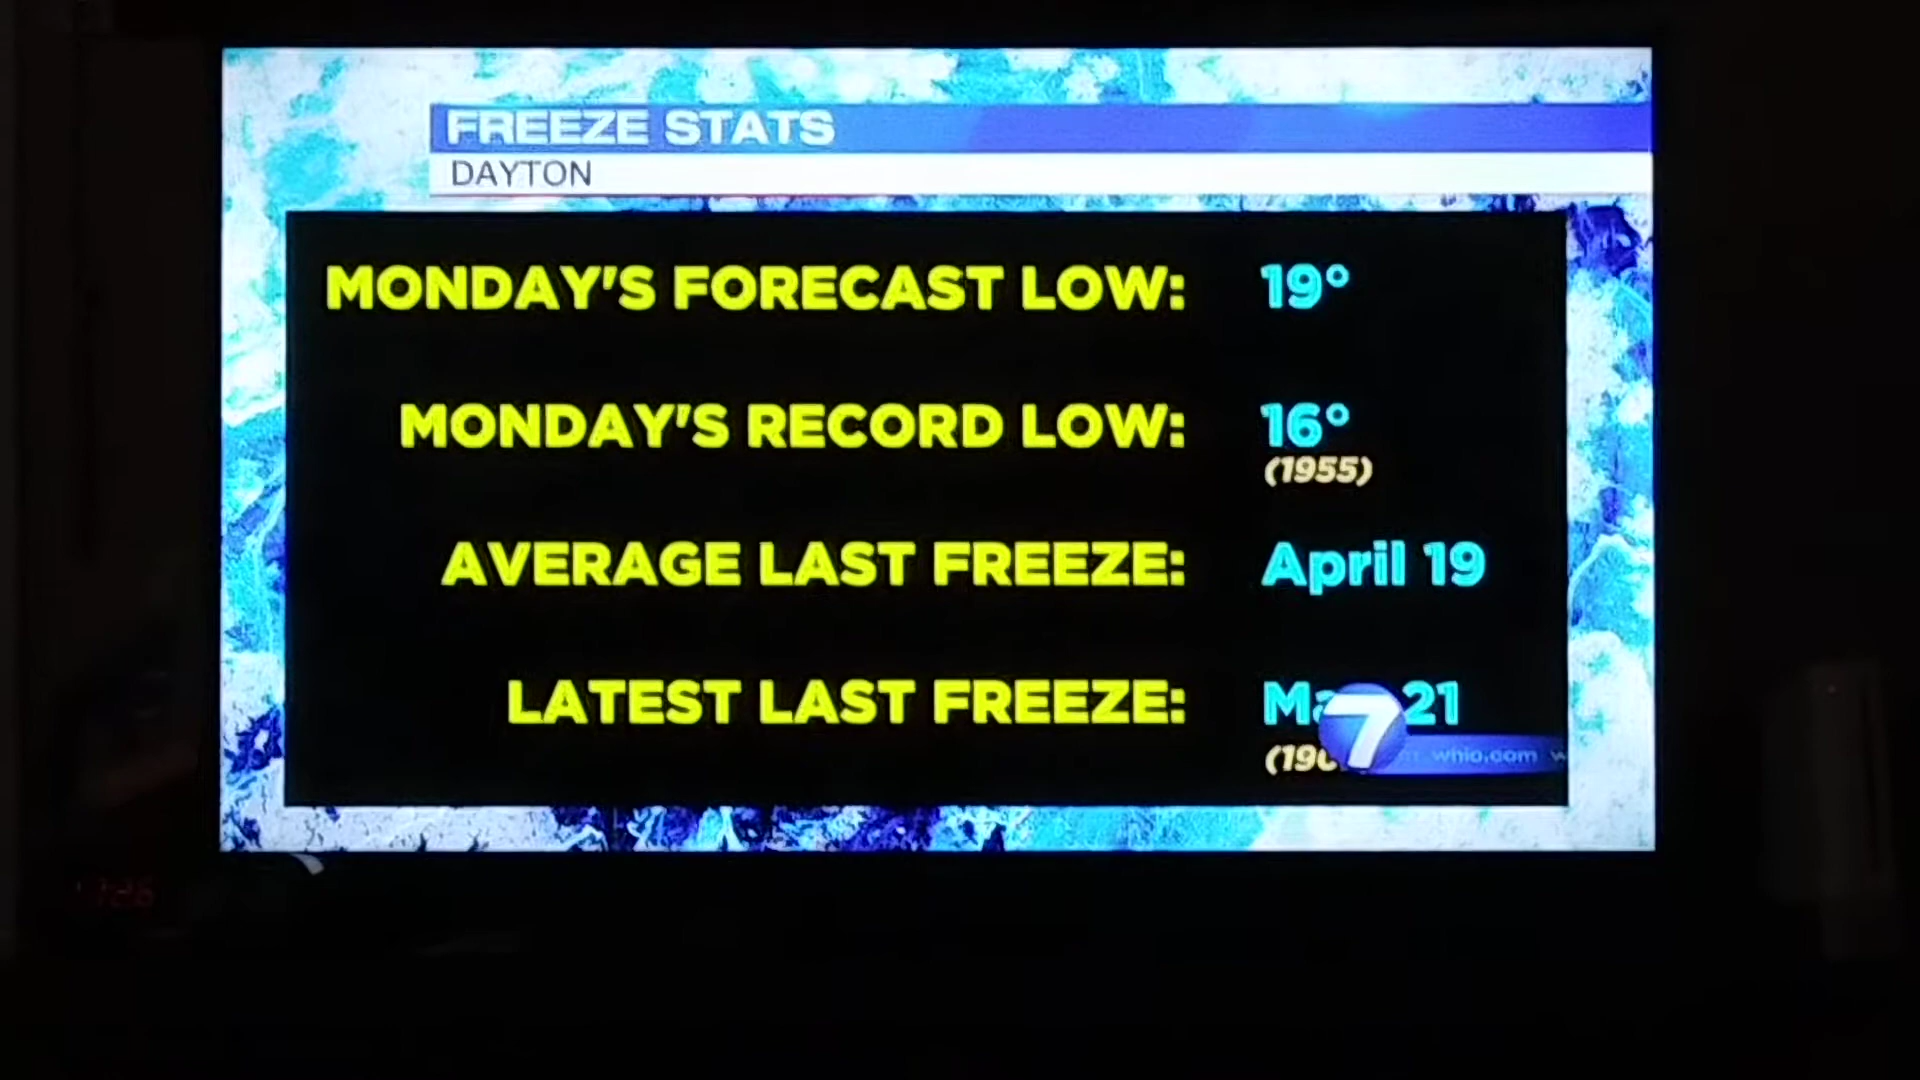 FREEZE STATS
DAYTON
MONDAY'S FORECAST LOW: 19°
MONDAY'S RECORD LOW: 16°
(1955)
AVERAGE LAST FREEZE: April 19
LATEST LAST FREEZE: 21
7
whio.com